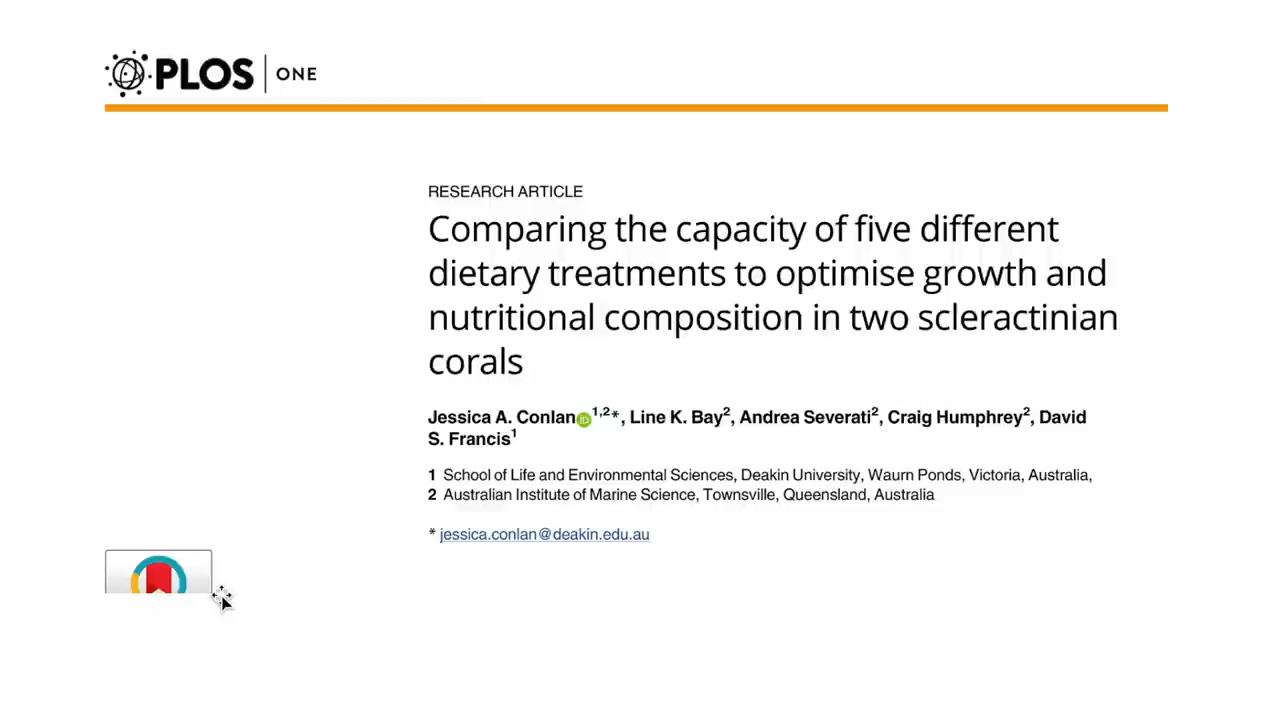 PLOS ONE
RESEARCH ARTICLE
Comparing the capacity of five different
dietary treatments to optimise growth and
nutritional composition in two scleractinian
corals
Jessica A. Conlan iD 1,2*, Line K. Bay2, Andrea Severati2, Craig Humphrey2, David
S. Francis1
1 School of Life and Environmental Sciences, Deakin University, Waurn Ponds, Victoria, Australia,
2 Australian Institute of Marine Science, Townsville, Queensland, Australia
* jessica.conlan@deakin.edu.au